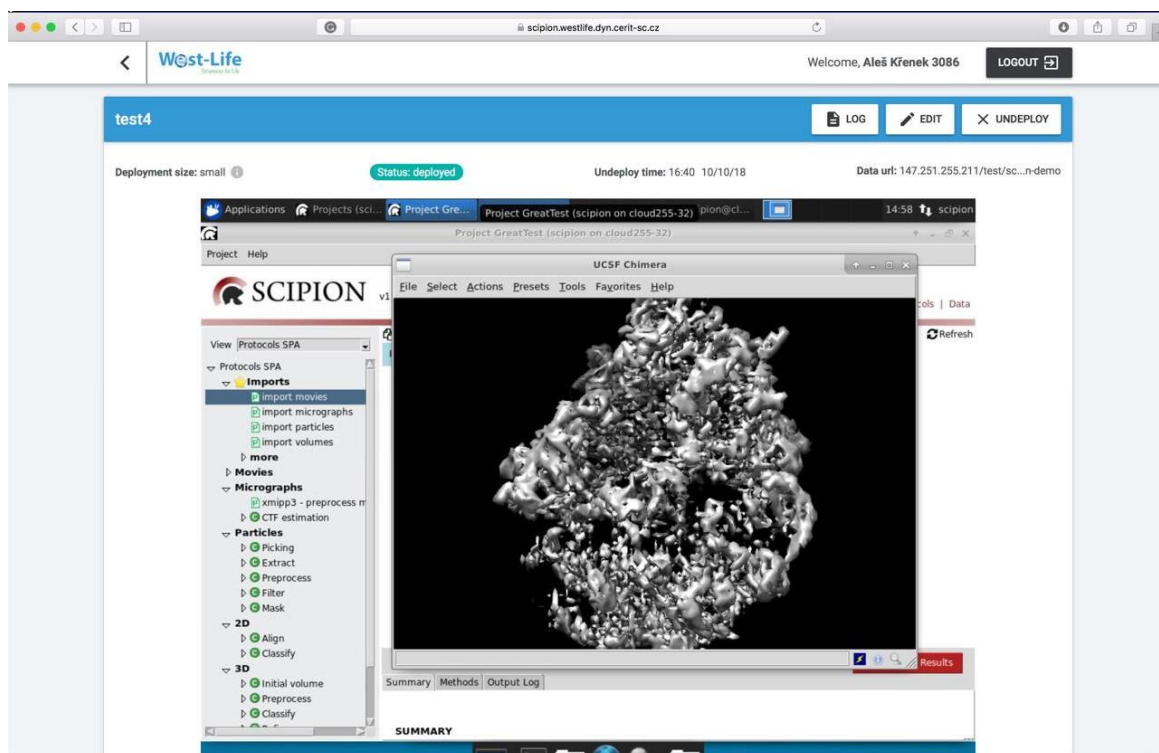 scipion.westlife.dyn.cerit-sc.cz
West-Life
Welcome, Aleš Křenek 3086
LOGOUT
test4
LOG
EDIT
UNDEPLOY
Deployment size: small
Status: deployed
Undeploy time: 16:40 10/10/18
Data url: 147.251.255.211/test/sc...n-demo
Applications
Projects (sci...
Project Gre...
Project GreatTest (scipion on cloud255-32)
pion@cl...
14:58
scipion
Project GreatTest (scipion on cloud255-32)
Project Help
UCSF Chimera
SCIPION
v1
File Select Actions Presets Tools Favorites Help
cols | Data
View Protocols SPA
Refresh
Protocols SPA
Imports
import movies
import micrographs
import particles
import volumes
more
Movies
Micrographs
xmipp3 - preprocess m
CTF estimation
Particles
Picking
Extract
Preprocess
Filter
Mask
2D
Align
Classify
3D
Initial volume
Preprocess
Classify
Results
Summary Methods Output Log
SUMMARY